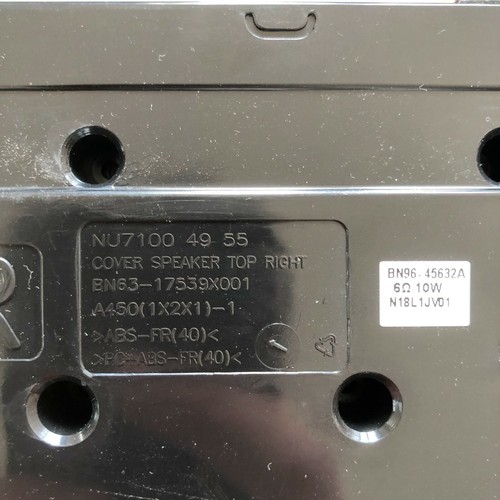 NU7100 49 55
COVER SPEAKER TOP RIGHT
BN63-17539X001
A450(1X2X1)-1
>ABS-FR(40)<
>PC-ABS-FR(40)<
BN96-45632A
6Ω 10W
N18L1JV01
R